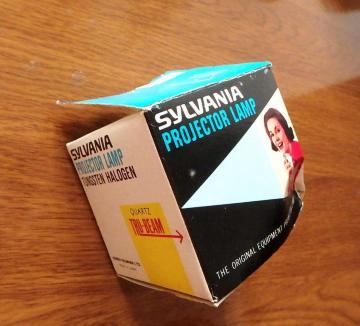 SYLVANIA
PROJECTOR LAMP
THE ORIGINAL EQUIPMENT
SYLVANIA
PROJECTOR LAMP
TUNGSTEN HALOGEN
QUARTZ
TRU-BEAM